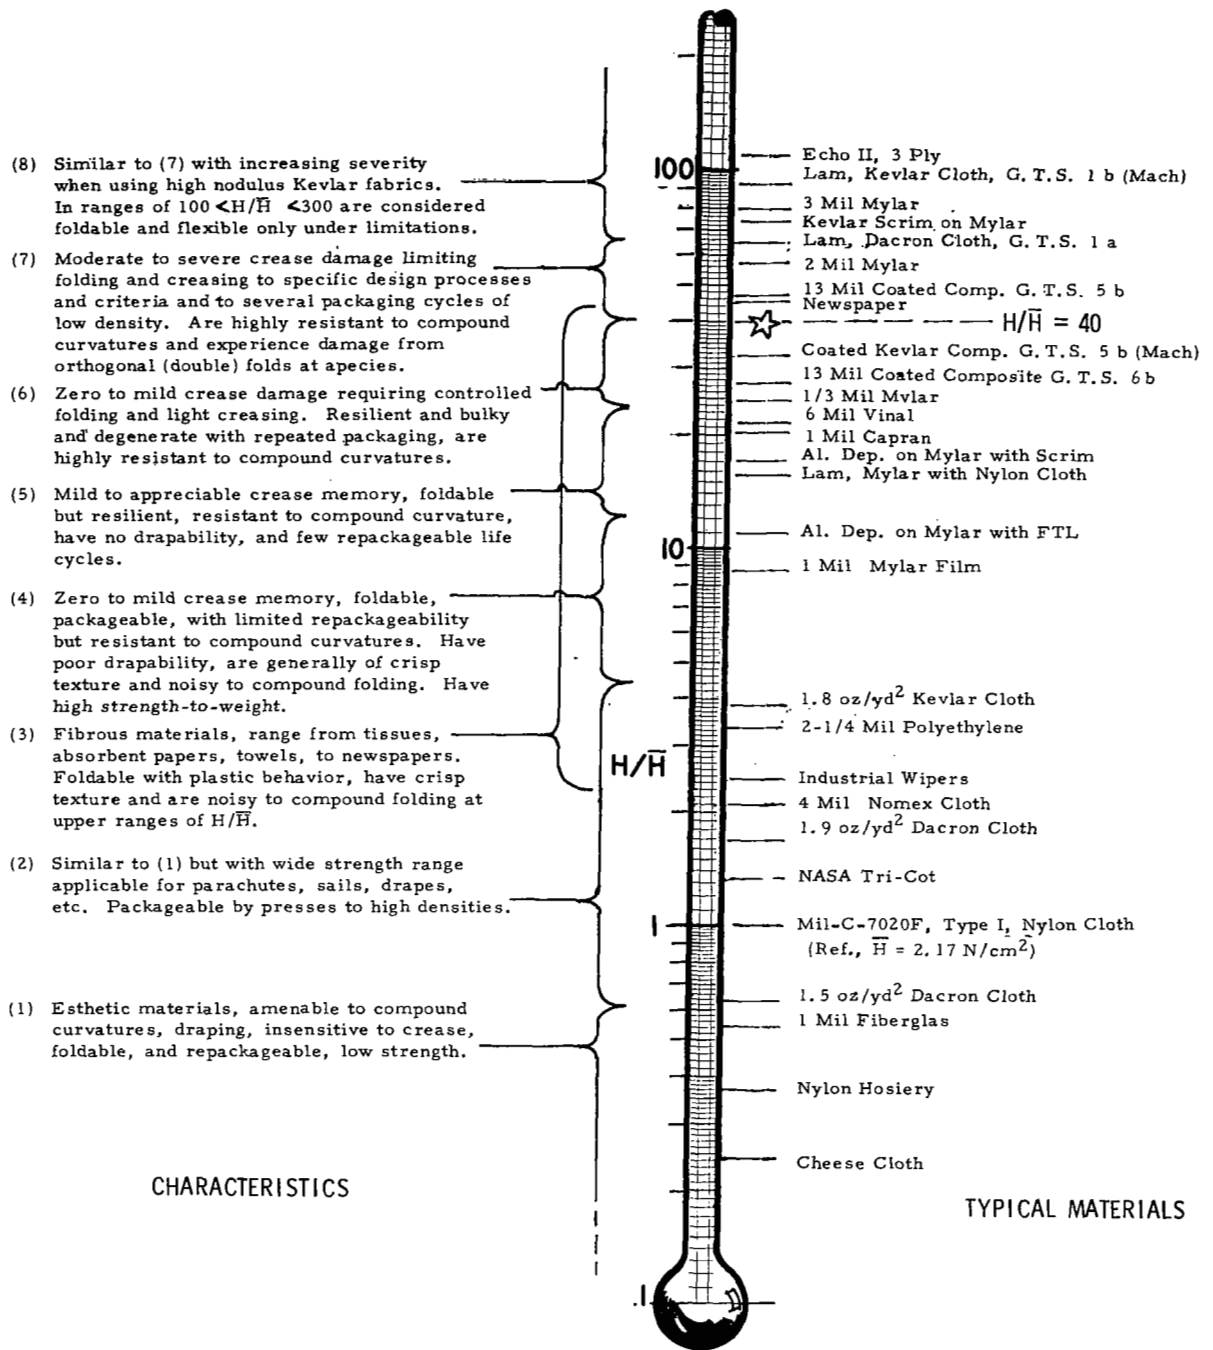 (8) Similar to (7) with increasing severity
when using high nodulus Kevlar fabrics.
In ranges of 100 <H/H̅ <300 are considered
foldable and flexible only under limitations.
(7) Moderate to severe crease damage limiting
folding and creasing to specific design processes
and criteria and to several packaging cycles of
low density. Are highly resistant to compound
curvatures and experience damage from
orthogonal (double) folds at apecies.
(6) Zero to mild crease damage requiring controlled
folding and light creasing. Resilient and bulky
and degenerate with repeated packaging, are
highly resistant to compound curvatures.
(5) Mild to appreciable crease memory, foldable
but resilient, resistant to compound curvature,
have no drapability, and few repackageable life
cycles.
(4) Zero to mild crease memory, foldable,
packageable, with limited repackageability
but resistant to compound curvatures. Have
poor drapability, are generally of crisp
texture and noisy to compound folding. Have
high strength-to-weight.
(3) Fibrous materials, range from tissues,
absorbent papers, towels, to newspapers.
Foldable with plastic behavior, have crisp
texture and are noisy to compound folding at
upper ranges of H/H̅.
(2) Similar to (1) but with wide strength range
applicable for parachutes, sails, drapes,
etc. Packageable by presses to high densities.
(1) Esthetic materials, amenable to compound
curvatures, draping, insensitive to crease,
foldable, and repackageable, low strength.
CHARACTERISTICS
100
10
H/H̅
1
.1
Echo II, 3 Ply
Lam, Kevlar Cloth, G. T. S. 1 b (Mach)
3 Mil Mylar
Kevlar Scrim on Mylar
Lam, Dacron Cloth, G. T. S. 1 a
2 Mil Mylar
13 Mil Coated Comp. G. T. S. 5 b
Newspaper
H/H̅ = 40
Coated Kevlar Comp. G. T. S. 5 b (Mach)
13 Mil Coated Composite G. T. S. 6 b
1/3 Mil Mylar
6 Mil Vinal
1 Mil Capran
Al. Dep. on Mylar with Scrim
Lam, Mylar with Nylon Cloth
Al. Dep. on Mylar with FTL
1 Mil Mylar Film
1.8 oz/yd² Kevlar Cloth
2-1/4 Mil Polyethylene
Industrial Wipers
4 Mil Nomex Cloth
1.9 oz/yd² Dacron Cloth
NASA Tri-Cot
Mil-C-7020F, Type I, Nylon Cloth
(Ref., H̅ = 2.17 N/cm²)
1.5 oz/yd² Dacron Cloth
1 Mil Fiberglas
Nylon Hosiery
Cheese Cloth
TYPICAL MATERIALS